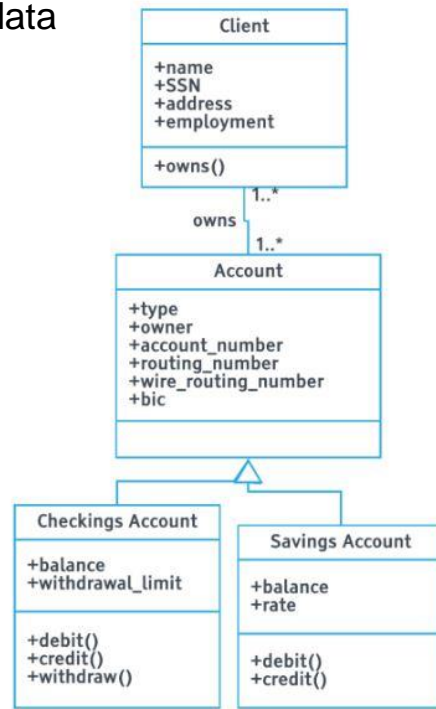 data
Client
+name
+SSN
+address
+employment
+owns()
1..*
owns
1..*
Account
+type
+owner
+account_number
+routing_number
+wire_routing_number
+bic
Checkings Account
+balance
+withdrawal_limit
+debit()
+credit()
+withdraw()
Savings Account
+balance
+rate
+debit()
+credit()